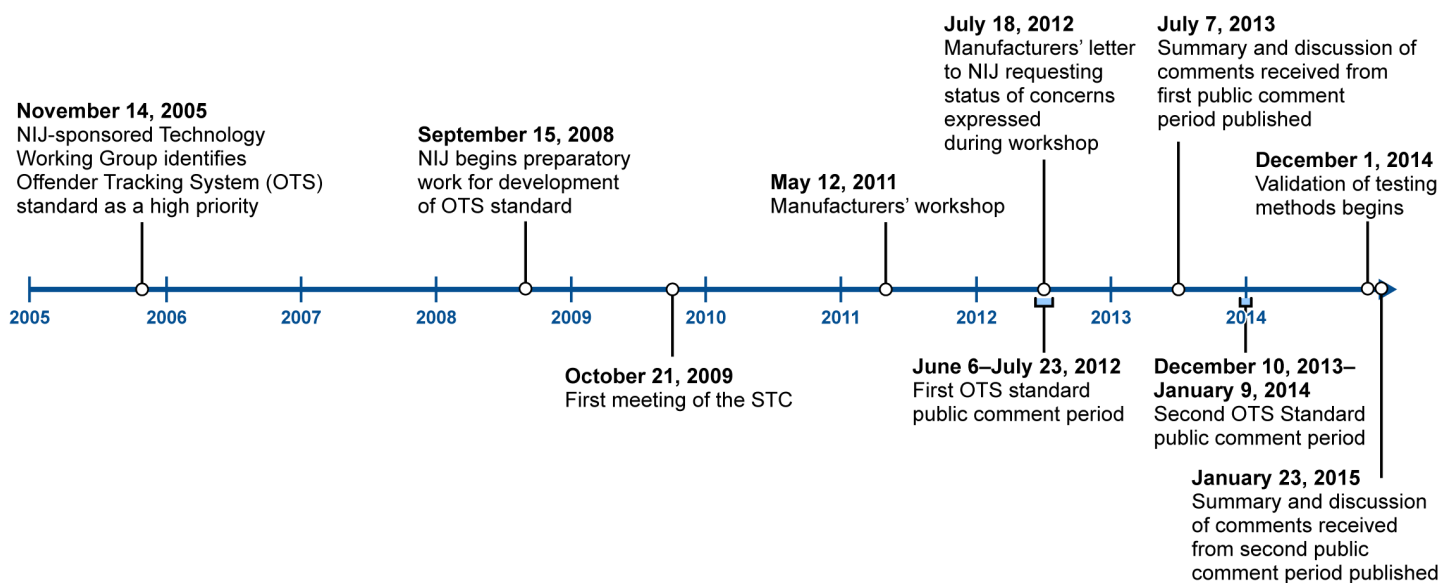 November 14, 2005
NIJ-sponsored Technology
Working Group identifies
Offender Tracking System (OTS)
standard as a high priority
September 15, 2008
NIJ begins preparatory
work for development
of OTS standard
May 12, 2011
Manufacturers' workshop
July 18, 2012
Manufacturers' letter
to NIJ requesting
status of concerns
expressed
during workshop
July 7, 2013
Summary and discussion of
comments received from
first public comment
period published
December 1, 2014
Validation of testing
methods begins
2005 2006 2007 2008 2009 2010 2011 2012 2013 2014
October 21, 2009
First meeting of the STC
June 6–July 23, 2012
First OTS standard
public comment period
December 10, 2013–
January 9, 2014
Second OTS Standard
public comment period
January 23, 2015
Summary and discussion
of comments received
from second public
comment period published